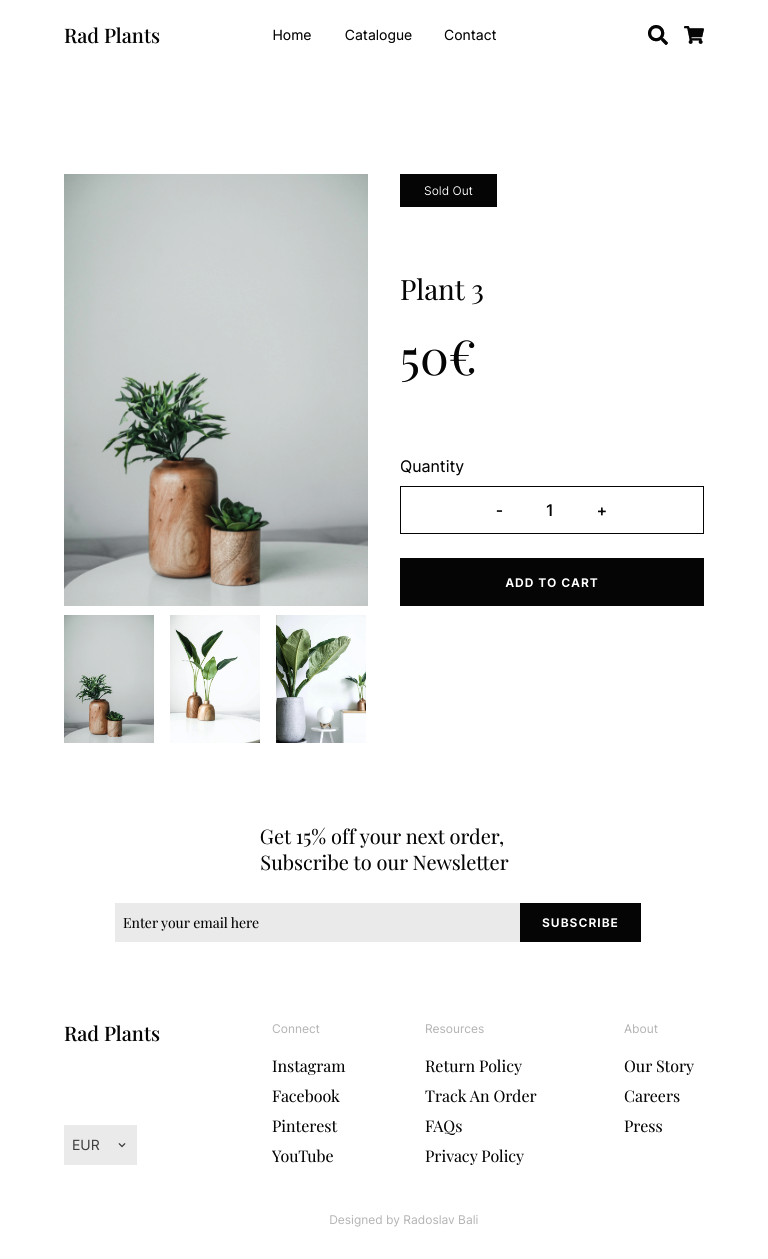 Rad Plants
Home Catalogue Contact
Sold Out
Plant 3
50€
Quantity
- 1 +
ADD TO CART
Get 15% off your next order,
Subscribe to our Newsletter
Enter your email here
SUBSCRIBE
Rad Plants
EUR
Connect
Instagram
Facebook
Pinterest
YouTube
Resources
Return Policy
Track An Order
FAQs
Privacy Policy
About
Our Story
Careers
Press
Designed by Radoslav Bali